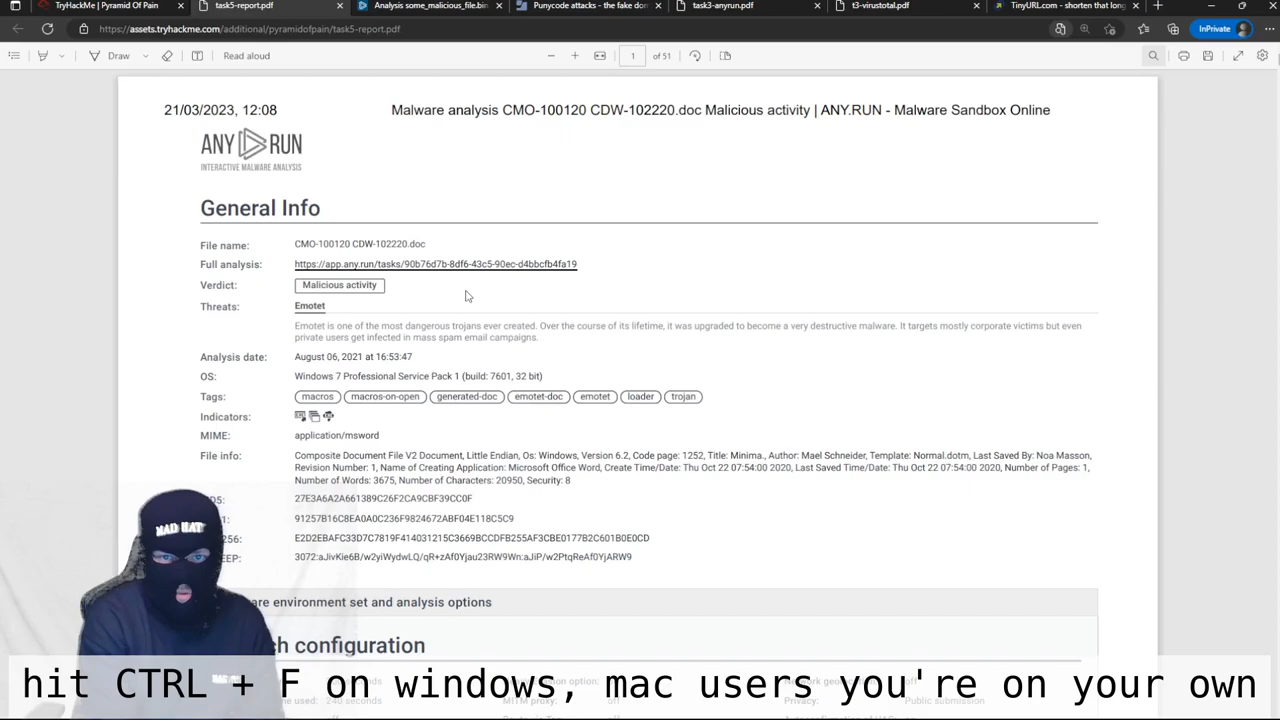 TryHackMe | Pyramid Of Pain
task5-report.pdf
Analysis some_malicious_file.bin
Punycode attacks - the fake dom
task3-anyrun.pdf
t3-virustotal.pdf
TinyURL.com - shorten that long
https://assets.tryhackme.com/additional/pyramidofpain/task5-report.pdf
InPrivate
Draw
Read aloud
1 of 51
21/03/2023, 12:08
Malware analysis CMO-100120 CDW-102220.doc Malicious activity | ANY.RUN - Malware Sandbox Online
ANY RUN
INTERACTIVE MALWARE ANALYSIS
General Info
File name: CMO-100120 CDW-102220.doc
Full analysis: https://app.any.run/tasks/90b76d7b-8df6-43c5-90ec-d4bbcfb4fa19
Verdict: Malicious activity
Threats: Emotet
Emotet is one of the most dangerous trojans ever created. Over the course of its lifetime, it was upgraded to become a very destructive malware. It targets mostly corporate victims but even
private users get infected in mass spam email campaigns.
Analysis date: August 06, 2021 at 16:53:47
OS: Windows 7 Professional Service Pack 1 (build: 7601, 32 bit)
Tags: macros macros-on-open generated-doc emotet-doc emotet loader trojan
Indicators:
MIME: application/msword
File info: Composite Document File V2 Document, Little Endian, Os: Windows, Version 6.2, Code page: 1252, Title: Minima., Author: Mael Schneider, Template: Normal.dotm, Last Saved By: Noa Masson,
Revision Number: 1, Name of Creating Application: Microsoft Office Word, Create Time/Date: Thu Oct 22 07:54:00 2020, Last Saved Time/Date: Thu Oct 22 07:54:00 2020, Number of Pages: 1,
Number of Words: 3675, Number of Characters: 20950, Security: 8
27E3A6A2A661389C26F2CA9CBF39CC0F
91257B16C8EA0A0C236F9824672ABF04E118C5C9
256: E2D2EBAFC33D7C7819F414031215C3669BCCDFB255AF3CBE0177B2C601B0E0CD
EEP: 3072:aJivKie6B/w2yiWydwLQ/qR+zAf0Yjau23RW9Wn:aJiP/w2PtqReAf0YjARW9
MAD HAT
are environment set and analysis options
ch configuration
hit CTRL + F on windows, mac users you're on your own